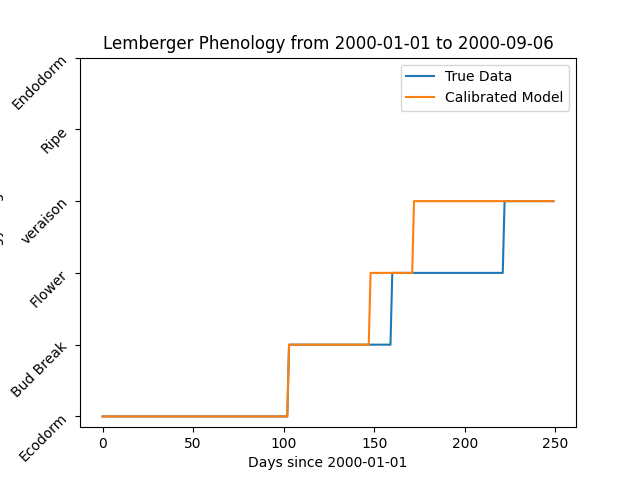 Lemberger Phenology from 2000-01-01 to 2000-09-06
True Data
Calibrated Model
Endodorm
Ripe
veraison
Flower
Bud Break
Ecodorm
0 50 100 150 200 250
Days since 2000-01-01